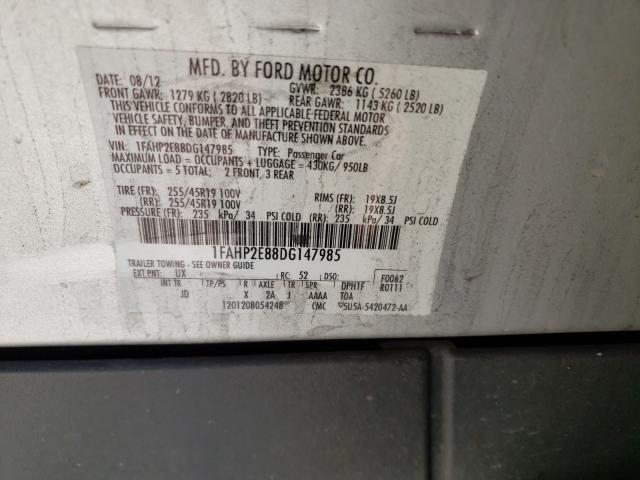 MFD. BY FORD MOTOR CO.
DATE: 08/12 GVWR: 2386 KG ( 5260 LB)
FRONT GAWR: 1279 KG ( 2820 LB) REAR GAWR: 1143 KG ( 2520 LB)
THIS VEHICLE CONFORMS TO ALL APPLICABLE FEDERAL MOTOR
VEHICLE SAFETY, BUMPER, AND THEFT PREVENTION STANDARDS
IN EFFECT ON THE DATE OF MANUFACTURE SHOWN ABOVE.
VIN: 1FAHP2E88DG147985 TYPE: Passenger Car
MAXIMUM LOAD = OCCUPANTS + LUGGAGE = 430KG/ 950LB
OCCUPANTS = 5 TOTAL: 2 FRONT, 3 REAR
TIRE (FR): 255/45R19 100V RIMS (FR): 19X8.5J
(RR): 255/45R19 100V (RR): 19X8.5J
PRESSURE (FR): 235 kPa/ 34 PSI COLD (RR): 235 kPa/ 34 PSI COLD
1FAHP2E88DG147985
TRAILER TOWING - SEE OWNER GUIDE
EXT PNT: UX RC: 52 DSO: F0062
INT TR TP/PS R AXLE TR SPR DPH1F R0111
JD X 2A J AAAA TDA
1201208054248 CMC 5U5A-5420472-AA